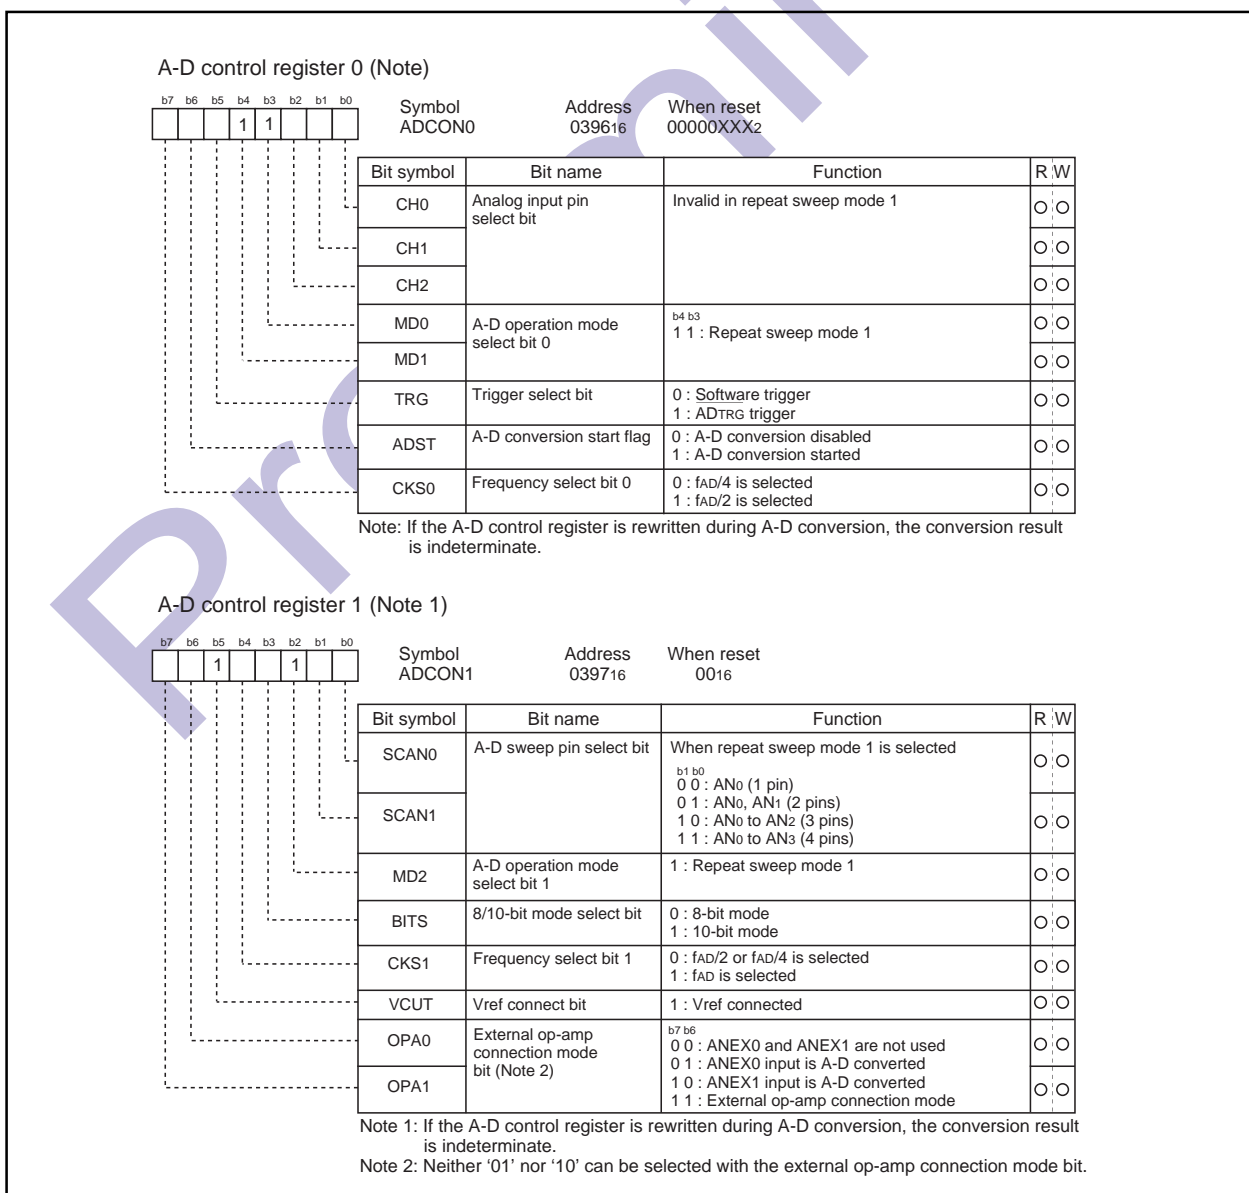 A-D control register 0 (Note)
b7 b6 b5 b4 b3 b2 b1 b0
1 1
Symbol Address When reset
ADCON0 039616 00000XXX2
Bit symbol Bit name Function R W
CH0 Analog input pin select bit Invalid in repeat sweep mode 1
CH1
CH2
MD0 A-D operation mode select bit 0 b4 b3
1 1 : Repeat sweep mode 1
MD1
TRG Trigger select bit 0 : Software trigger
1 : ADTRG trigger
ADST A-D conversion start flag 0 : A-D conversion disabled
1 : A-D conversion started
CKS0 Frequency select bit 0 0 : fAD/4 is selected
1 : fAD/2 is selected
Note: If the A-D control register is rewritten during A-D conversion, the conversion result
is indeterminate.
A-D control register 1 (Note 1)
b7 b6 b5 b4 b3 b2 b1 b0
1 1
Symbol Address When reset
ADCON1 039716 0016
Bit symbol Bit name Function R W
SCAN0 A-D sweep pin select bit When repeat sweep mode 1 is selected
b1 b0
0 0 : AN0 (1 pin)
0 1 : AN0, AN1 (2 pins)
SCAN1 1 0 : AN0 to AN2 (3 pins)
1 1 : AN0 to AN3 (4 pins)
MD2 A-D operation mode select bit 1 1 : Repeat sweep mode 1
BITS 8/10-bit mode select bit 0 : 8-bit mode
1 : 10-bit mode
CKS1 Frequency select bit 1 0 : fAD/2 or fAD/4 is selected
1 : fAD is selected
VCUT Vref connect bit 1 : Vref connected
OPA0 External op-amp connection mode bit (Note 2) b7 b6
0 0 : ANEX0 and ANEX1 are not used
0 1 : ANEX0 input is A-D converted
OPA1 1 0 : ANEX1 input is A-D converted
1 1 : External op-amp connection mode
Note 1: If the A-D control register is rewritten during A-D conversion, the conversion result
is indeterminate.
Note 2: Neither ‘01’ nor ‘10’ can be selected with the external op-amp connection mode bit.